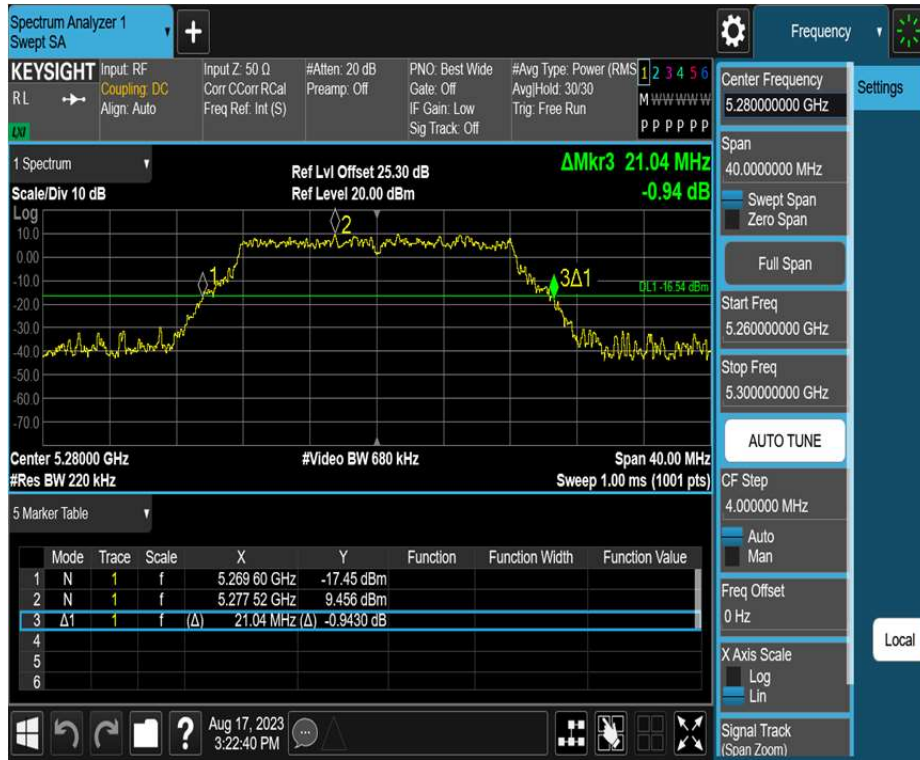 Spectrum Analyzer 1
Swept SA
+
Frequency
KEYSIGHT
RL
LXI
Input: RF
Coupling: DC
Align: Auto
Input Z: 50 Ω
Corr CCorr RCal
Freq Ref: Int (S)
#Atten: 20 dB
Preamp: Off
PNO: Best Wide
Gate: Off
IF Gain: Low
Sig Track: Off
#Avg Type: Power (RMS
Avg|Hold: 30/30
Trig: Free Run
1 2 3 4 5 6
M W W W W W
P P P P P P
Center Frequency
5.280000000 GHz
Settings
Span
40.0000000 MHz
Swept Span
Zero Span
Full Span
Start Freq
5.260000000 GHz
Stop Freq
5.300000000 GHz
AUTO TUNE
CF Step
4.000000 MHz
Auto
Man
Freq Offset
0 Hz
X Axis Scale
Log
Lin
Signal Track
(Span Zoom)
Local
1 Spectrum
Scale/Div 10 dB
Ref Lvl Offset 25.30 dB
Ref Level 20.00 dBm
ΔMkr3 21.04 MHz
-0.94 dB
Log
10.0
0.00
-10.0
-20.0
-30.0
-40.0
-50.0
-60.0
-70.0
1
2
3Δ1
DL1 -16.54 dBm
Center 5.28000 GHz
#Video BW 680 kHz
Span 40.00 MHz
#Res BW 220 kHz
Sweep 1.00 ms (1001 pts)
5 Marker Table
Mode Trace Scale X Y Function Function Width Function Value
1 N 1 f 5.269 60 GHz -17.45 dBm
2 N 1 f 5.277 52 GHz 9.456 dBm
3 Δ1 1 f (Δ) 21.04 MHz (Δ) -0.9430 dB
4
5
6
?
Aug 17, 2023
3:22:40 PM